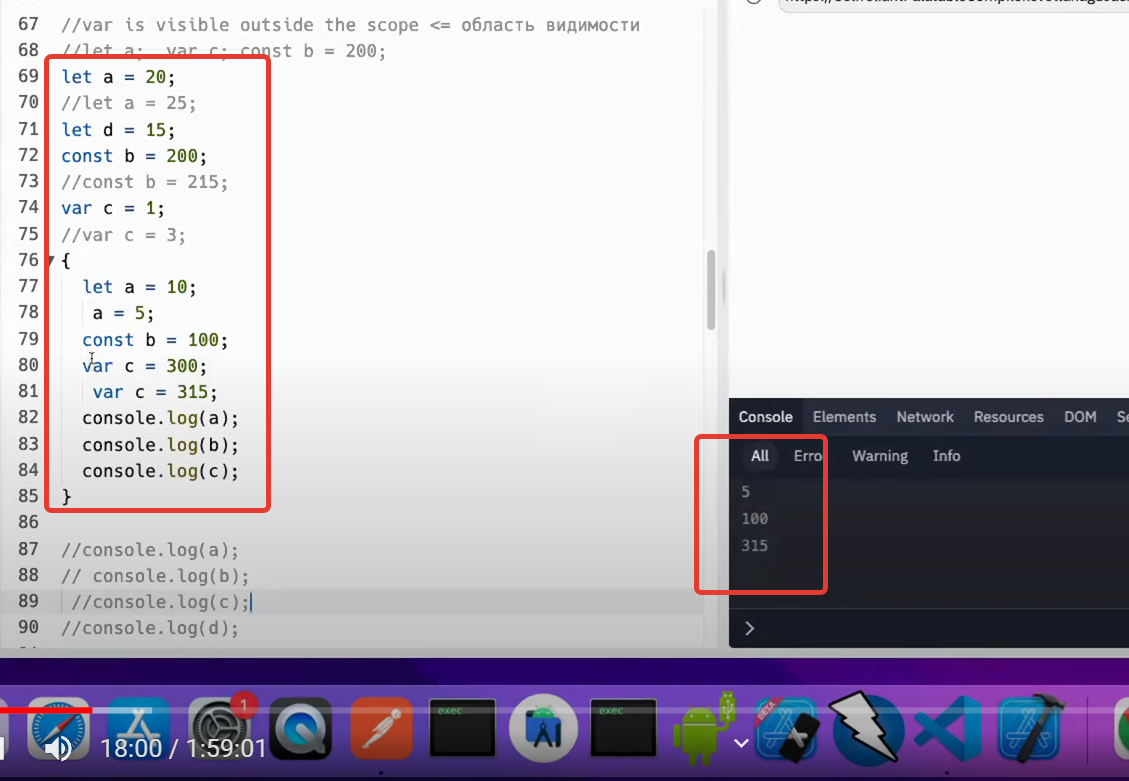 67 //var is visible outside the scope <= область видимости
68 //let a; var c; const b = 200;
69 let a = 20;
70 //let a = 25;
71 let d = 15;
72 const b = 200;
73 //const b = 215;
74 var c = 1;
75 //var c = 3;
76 {
77 let a = 10;
78 a = 5;
79 const b = 100;
80 var c = 300;
81 var c = 315;
82 console.log(a);
83 console.log(b);
84 console.log(c);
85 }
86
87 //console.log(a);
88 // console.log(b);
89 //console.log(c);
90 //console.log(d);
Console Elements Network Resources DOM
All Erro Warning Info
5
100
315
>
1
exec
exec
BETA
18:00 / 1:59:01